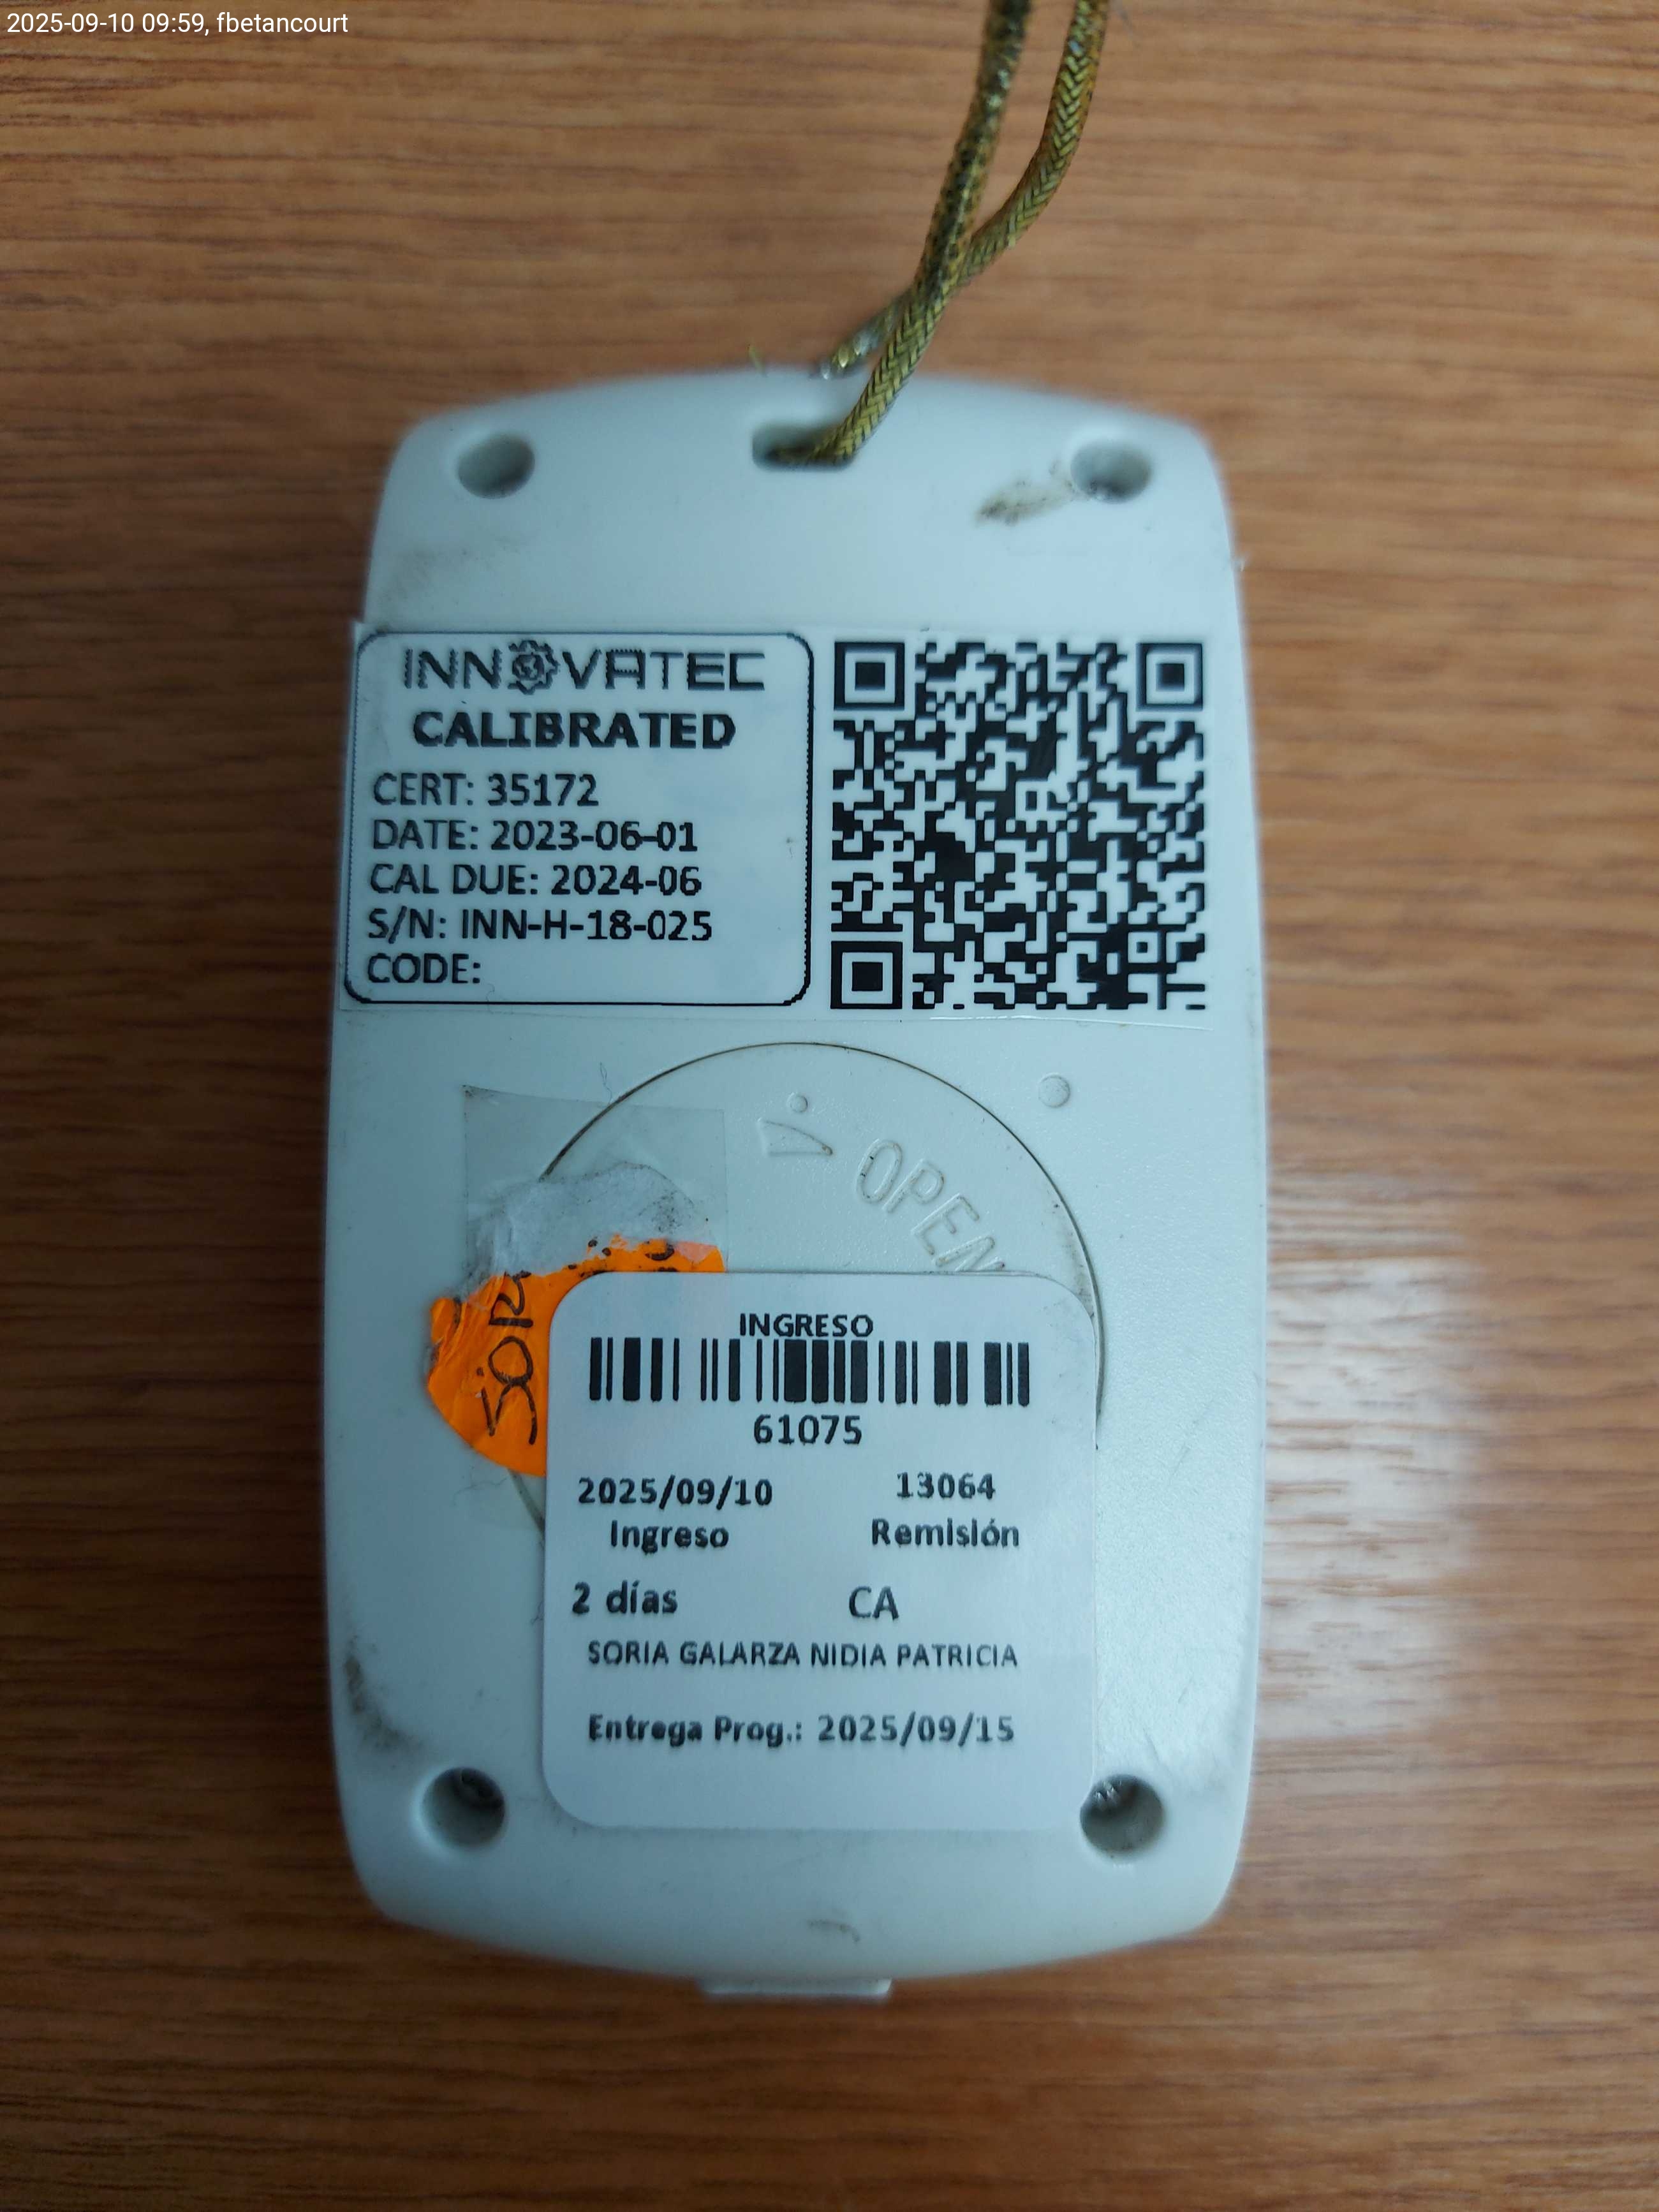 2025-09-10 09:59, fbetancourt
INNOVATEC
CALIBRATED
CERT: 35172
DATE: 2023-06-01
CAL DUE: 2024-06
S/N: INN-H-18-025
CODE:
OPEN
INGRESO
61075
2025/09/10 13064
Ingreso Remisión
2 días CA
SORIA GALARZA NIDIA PATRICIA
Entrega Prog.: 2025/09/15